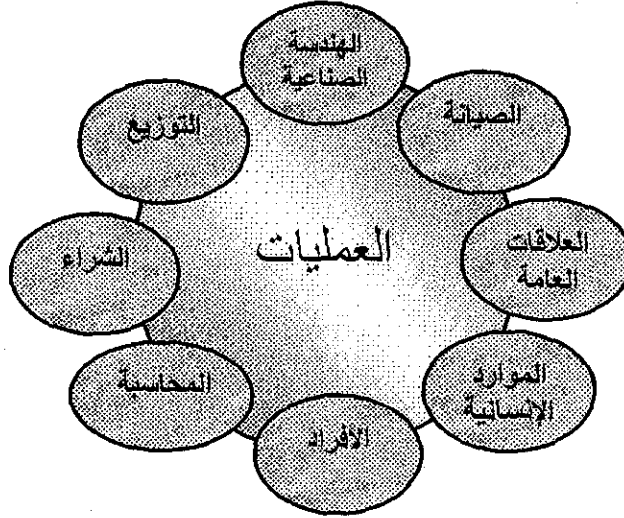 الهندسة
الصناعية
الصيانة
التوزيع
العمليات
العلاقات
العامة
الشراء
الموارد
الإنسانية
المحاسبة
الأفراد